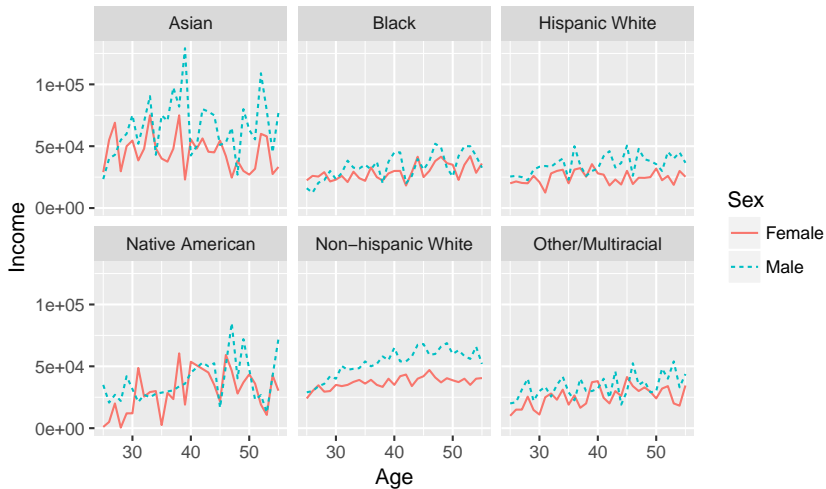 Asian Black Hispanic White
1e+05
5e+04
0e+00
Native American Non−hispanic White Other/Multiracial
1e+05
5e+04
0e+00
30 40 50 30 40 50 30 40 50
Age
Income
Sex
Female
Male